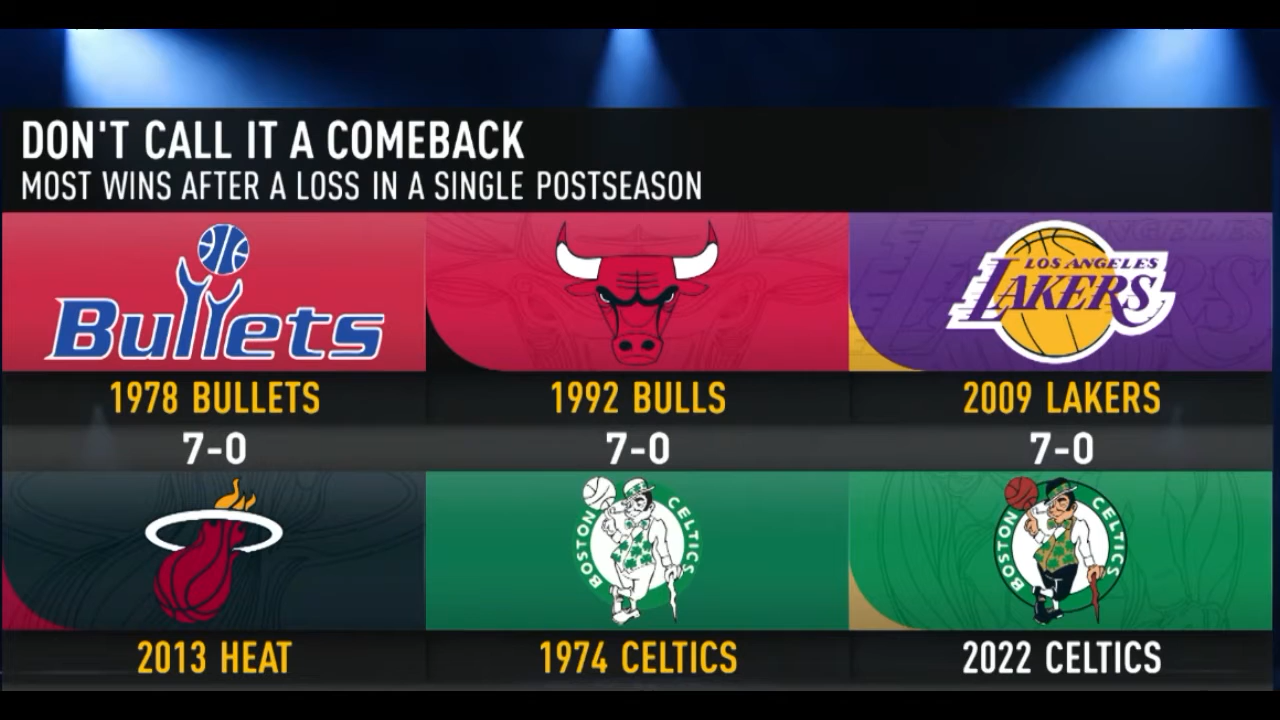 DON'T CALL IT A COMEBACK
MOST WINS AFTER A LOSS IN A SINGLE POSTSEASON
Bullets
LOS ANGELES
LAKERS
1978 BULLETS
1992 BULLS
2009 LAKERS
7-0
7-0
7-0
BOSTON CELTICS
BOSTON CELTICS
2013 HEAT
1974 CELTICS
2022 CELTICS